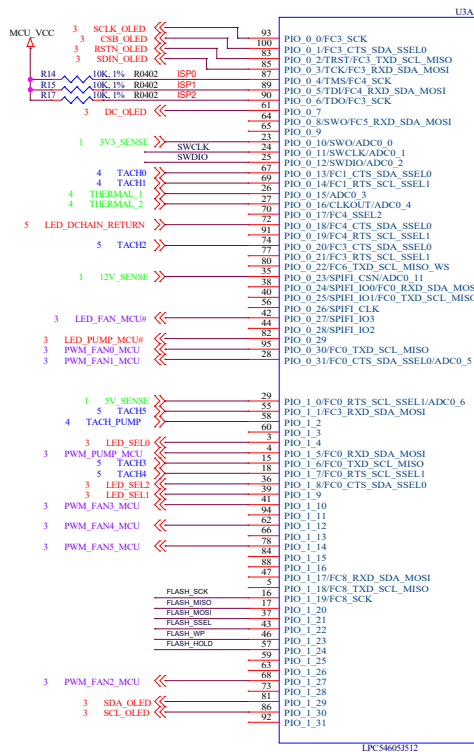 U3A
3 SCLK_OLED 93 PIO_0_0/FC3_SCK
MCU_VCC 3 CSB_OLED 100 PIO_0_1/FC3_CTS_SDA_SSEL0
3 RSTN_OLED 83 PIO_0_2/TRST/FC3_TXD_SCL_MISO
3 SDIN_OLED 85 PIO_0_3/TCK/FC3_RXD_SDA_MOSI
R14 10K, 1% R0402 ISP0 87 PIO_0_4/TMS/FC4_SCK
R15 10K, 1% R0402 ISP1 89 PIO_0_5/TDI/FC4_RXD_SDA_MOSI
R17 10K, 1% R0402 ISP2 90 PIO_0_6/TDO/FC3_SCK
3 DC_OLED 61 PIO_0_7
64 PIO_0_8/SWO/FC5_RXD_SDA_MOSI
65 PIO_0_9
1 3V3_SENSE 23 PIO_0_10/SWO/ADC0_0
SWCLK 24 PIO_0_11/SWCLK/ADC0_1
SWDIO 25 PIO_0_12/SWDIO/ADC0_2
4 TACH0 67 PIO_0_13/FC1_CTS_SDA_SSEL0
4 TACH1 69 PIO_0_14/FC1_RTS_SCL_SSEL1
4 THERMAL_1 26 PIO_0_15/ADC0_3
4 THERMAL_2 27 PIO_0_16/CLKOUT/ADC0_4
70 PIO_0_17/FC4_SSEL2
5 LED_DCHAIN_RETURN 72 PIO_0_18/FC4_CTS_SDA_SSEL0
91 PIO_0_19/FC4_RTS_SCL_SSEL1
5 TACH2 74 PIO_0_20/FC3_CTS_SDA_SSEL0
77 PIO_0_21/FC3_RTS_SCL_SSEL1
80 PIO_0_22/FC6_TXD_SCL_MISO_WS
1 12V_SENSE 35 PIO_0_23/SPIFI_CSN/ADC0_11
38 PIO_0_24/SPIFI_IO0/FC0_RXD_SDA_MOS
40 PIO_0_25/SPIFI_IO1/FC0_TXD_SCL_MISO
56 PIO_0_26/SPIFI_CLK
3 LED_FAN_MCU# 42 PIO_0_27/SPIFI_IO3
44 PIO_0_28/SPIFI_IO2
3 LED_PUMP_MCU# 82 PIO_0_29
3 PWM_FAN0_MCU 95 PIO_0_30/FC0_TXD_SCL_MISO
3 PWM_FAN1_MCU 28 PIO_0_31/FC0_CTS_SDA_SSEL0/ADC0_5
1 5V_SENSE 29 PIO_1_0/FC0_RTS_SCL_SSEL1/ADC0_6
5 TACH5 55 PIO_1_1/FC3_RXD_SDA_MOSI
4 TACH_PUMP 58 PIO_1_2
60 PIO_1_3
3 LED_SEL0 3 PIO_1_4
3 PWM_PUMP_MCU 4 PIO_1_5/FC0_RXD_SDA_MOSI
5 TACH3 15 PIO_1_6/FC0_TXD_SCL_MISO
5 TACH4 18 PIO_1_7/FC0_RTS_SCL_SSEL1
3 LED_SEL2 36 PIO_1_8/FC0_CTS_SDA_SSEL0
3 LED_SEL1 39 PIO_1_9
3 PWM_FAN3_MCU 41 PIO_1_10
94 PIO_1_11
3 PWM_FAN4_MCU 62 PIO_1_12
66 PIO_1_13
3 PWM_FAN5_MCU 78 PIO_1_14
84 PIO_1_15
88 PIO_1_16
47 PIO_1_17/FC8_RXD_SDA_MOSI
5 PIO_1_18/FC8_TXD_SCL_MISO
FLASH_SCK 16 PIO_1_19/FC8_SCK
FLASH_MISO 17 PIO_1_20
FLASH_MOSI 37 PIO_1_21
FLASH_SSEL 43 PIO_1_22
FLASH_WP 46 PIO_1_23
FLASH_HOLD 57 PIO_1_24
59 PIO_1_25
63 PIO_1_26
3 PWM_FAN2_MCU 68 PIO_1_27
73 PIO_1_28
3 SDA_OLED 81 PIO_1_29
3 SCL_OLED 86 PIO_1_30
92 PIO_1_31
LPC54605J512